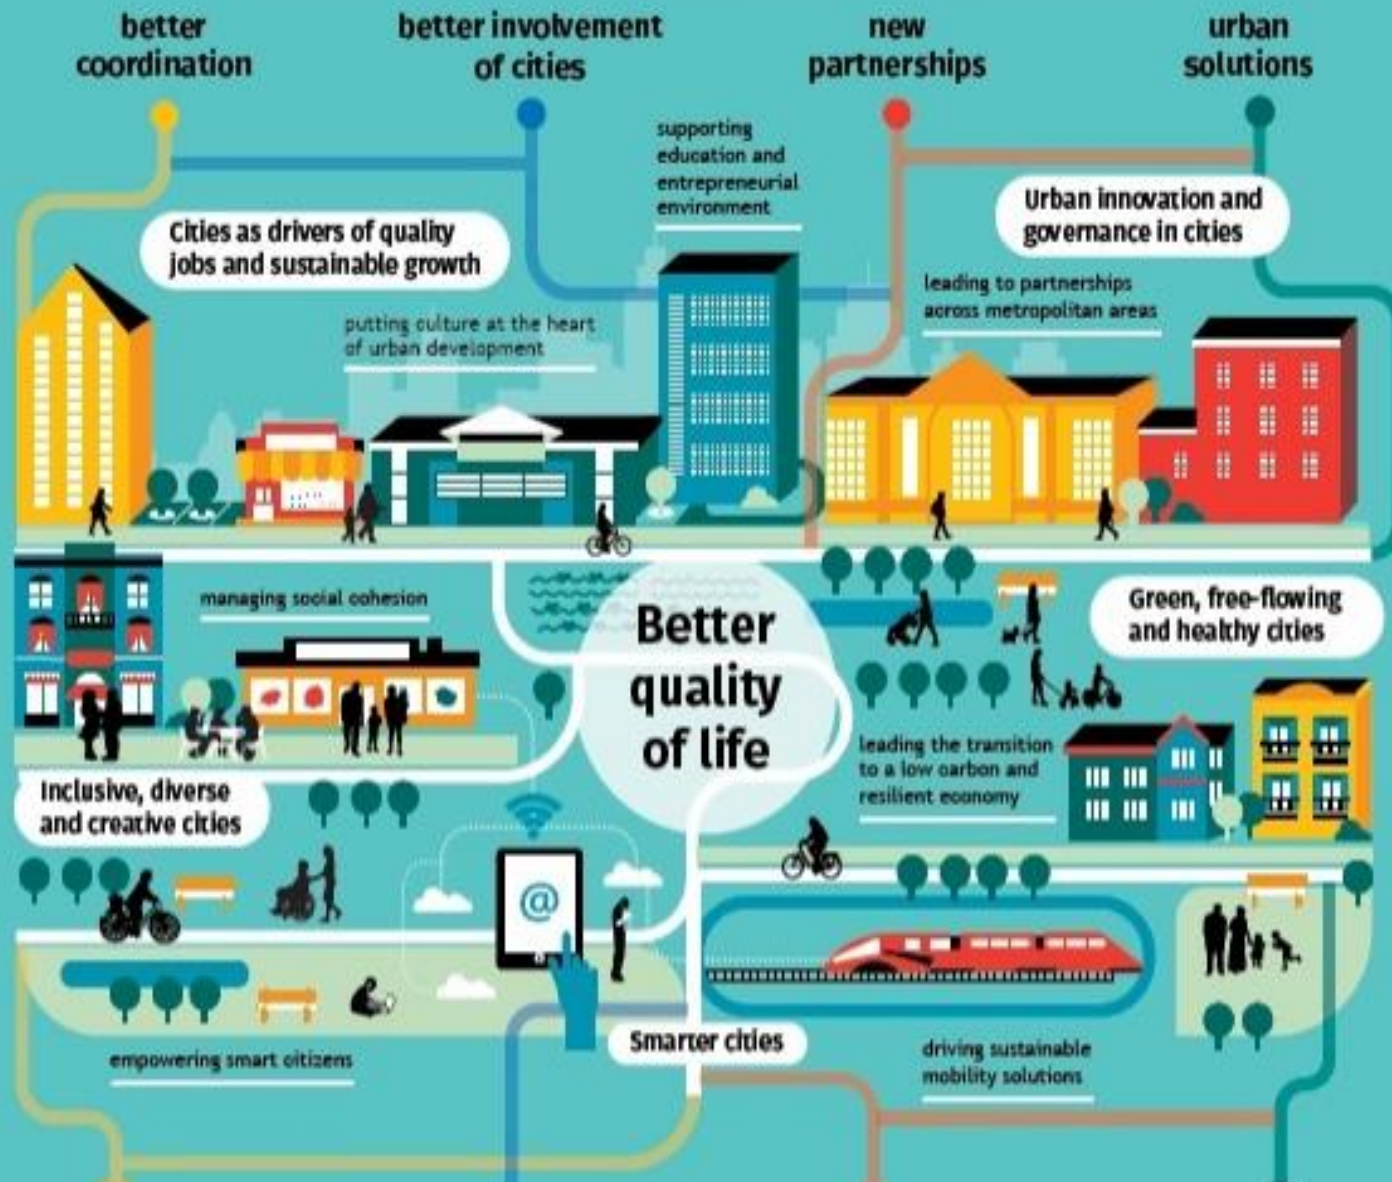 better
coordination
better involvement
of cities
new
partnerships
urban
solutions
supporting
education and
entrepreneurial
environment
Cities as drivers of quality
jobs and sustainable growth
Urban innovation and
governance in cities
putting culture at the heart
of urban development
leading to partnerships
across metropolitan areas
managing social cohesion
Better
quality
of life
Green, free-flowing
and healthy cities
leading the transition
to a low carbon and
resilient economy
Inclusive, diverse
and creative cities
@
Smarter cities
empowering smart citizens
driving sustainable
mobility solutions